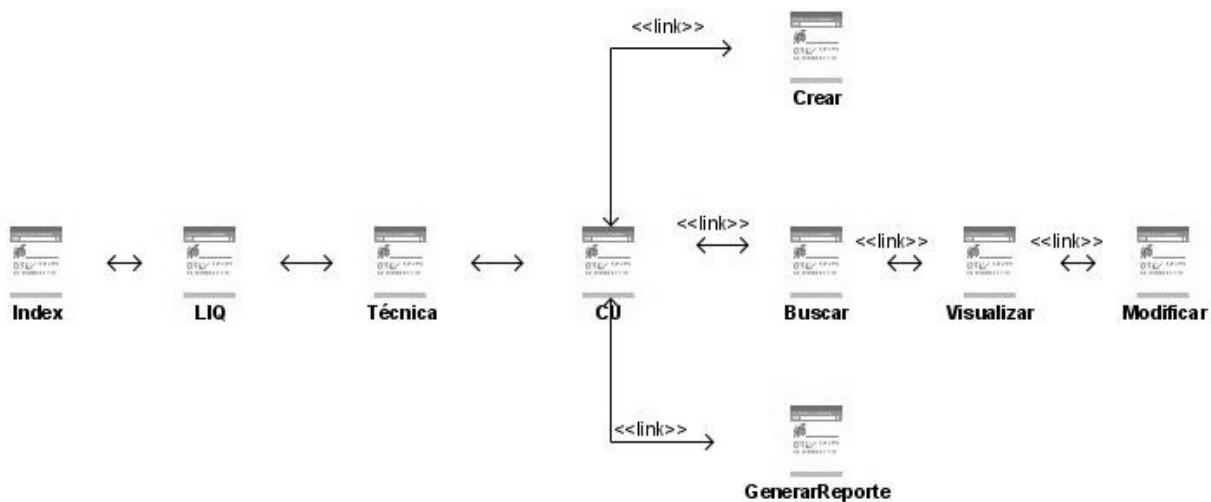 <<link>>
Crear
<<link>>
<<link>>
<<link>>
Index
LIQ
Técnica
CU
Buscar
Visualizar
Modificar
<<link>>
GenerarReporte